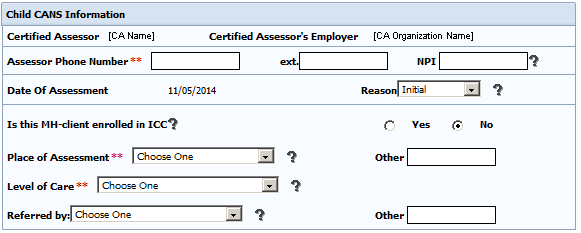 Child CANS Information
Certified Assessor [CA Name] Certified Assessor's Employer [CA Organization Name]
Assessor Phone Number** ext. NPI ?
Date Of Assessment 11/05/2014 Reason Initial ?
Is this MH-client enrolled in ICC? Yes No
Place of Assessment ** Choose One ? Other
Level of Care ** Choose One ?
Referred by: Choose One ? Other